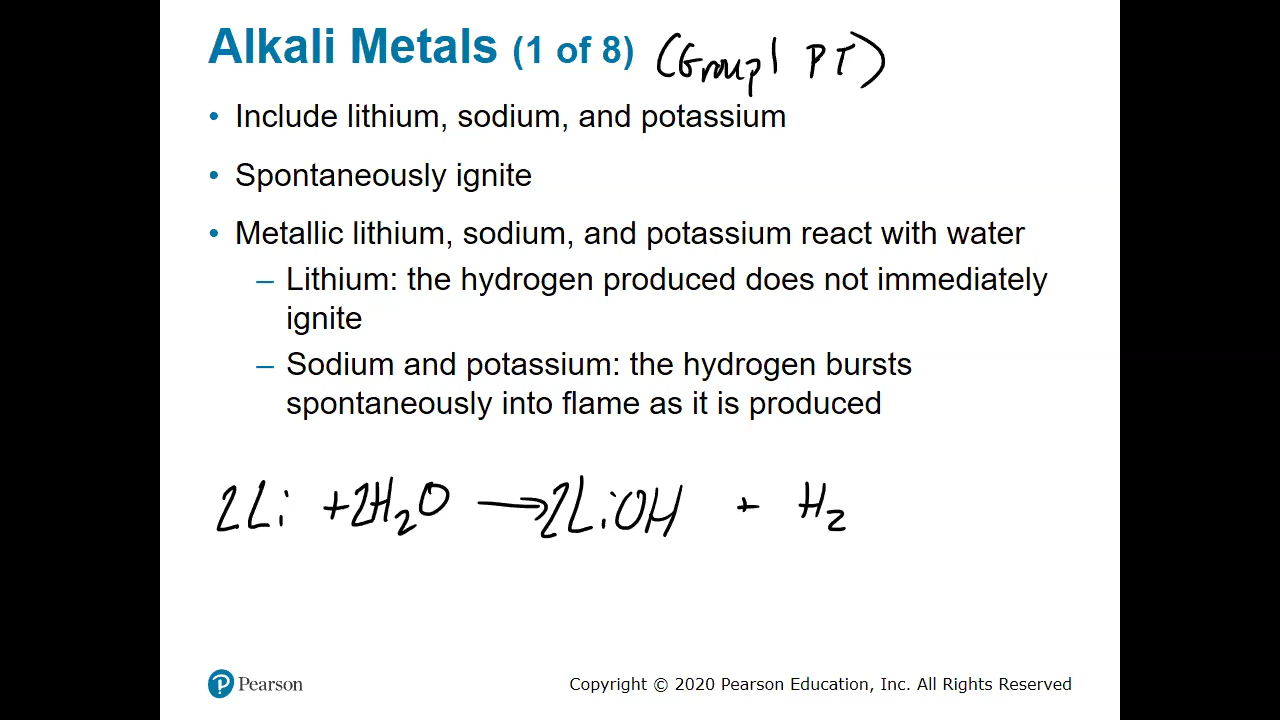 Alkali Metals (1 of 8) (Group 1 PT)
• Include lithium, sodium, and potassium
• Spontaneously ignite
• Metallic lithium, sodium, and potassium react with water
– Lithium: the hydrogen produced does not immediately
ignite
– Sodium and potassium: the hydrogen bursts
spontaneously into flame as it is produced
2Li + 2H₂O → 2LiOH + H₂
P Pearson
Copyright © 2020 Pearson Education, Inc. All Rights Reserved